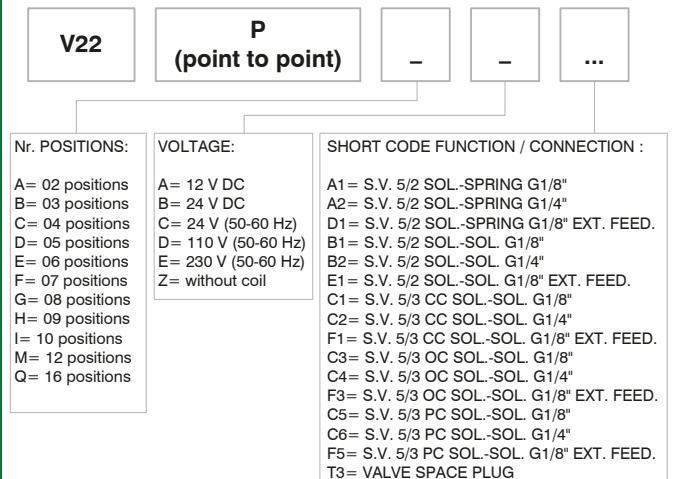 V22
P
(point to point)
–
–
...
Nr. POSITIONS:
A= 02 positions
B= 03 positions
C= 04 positions
D= 05 positions
E= 06 positions
F= 07 positions
G= 08 positions
H= 09 positions
I= 10 positions
M= 12 positions
Q= 16 positions
VOLTAGE:
A= 12 V DC
B= 24 V DC
C= 24 V (50-60 Hz)
D= 110 V (50-60 Hz)
E= 230 V (50-60 Hz)
Z= without coil
SHORT CODE FUNCTION / CONNECTION :
A1= S.V. 5/2 SOL.-SPRING G1/8"
A2= S.V. 5/2 SOL.-SPRING G1/4"
D1= S.V. 5/2 SOL.-SPRING G1/8" EXT. FEED.
B1= S.V. 5/2 SOL.-SOL. G1/8"
B2= S.V. 5/2 SOL.-SOL. G1/4"
E1= S.V. 5/2 SOL.-SOL. G1/8" EXT. FEED.
C1= S.V. 5/3 CC SOL.-SOL. G1/8"
C2= S.V. 5/3 CC SOL.-SOL. G1/4"
F1= S.V. 5/3 CC SOL.-SOL. G1/8" EXT. FEED.
C3= S.V. 5/3 OC SOL.-SOL. G1/8"
C4= S.V. 5/3 OC SOL.-SOL. G1/4"
F3= S.V. 5/3 OC SOL.-SOL. G1/8" EXT. FEED.
C5= S.V. 5/3 PC SOL.-SOL. G1/8"
C6= S.V. 5/3 PC SOL.-SOL. G1/4"
F5= S.V. 5/3 PC SOL.-SOL. G1/8" EXT. FEED.
T3= VALVE SPACE PLUG